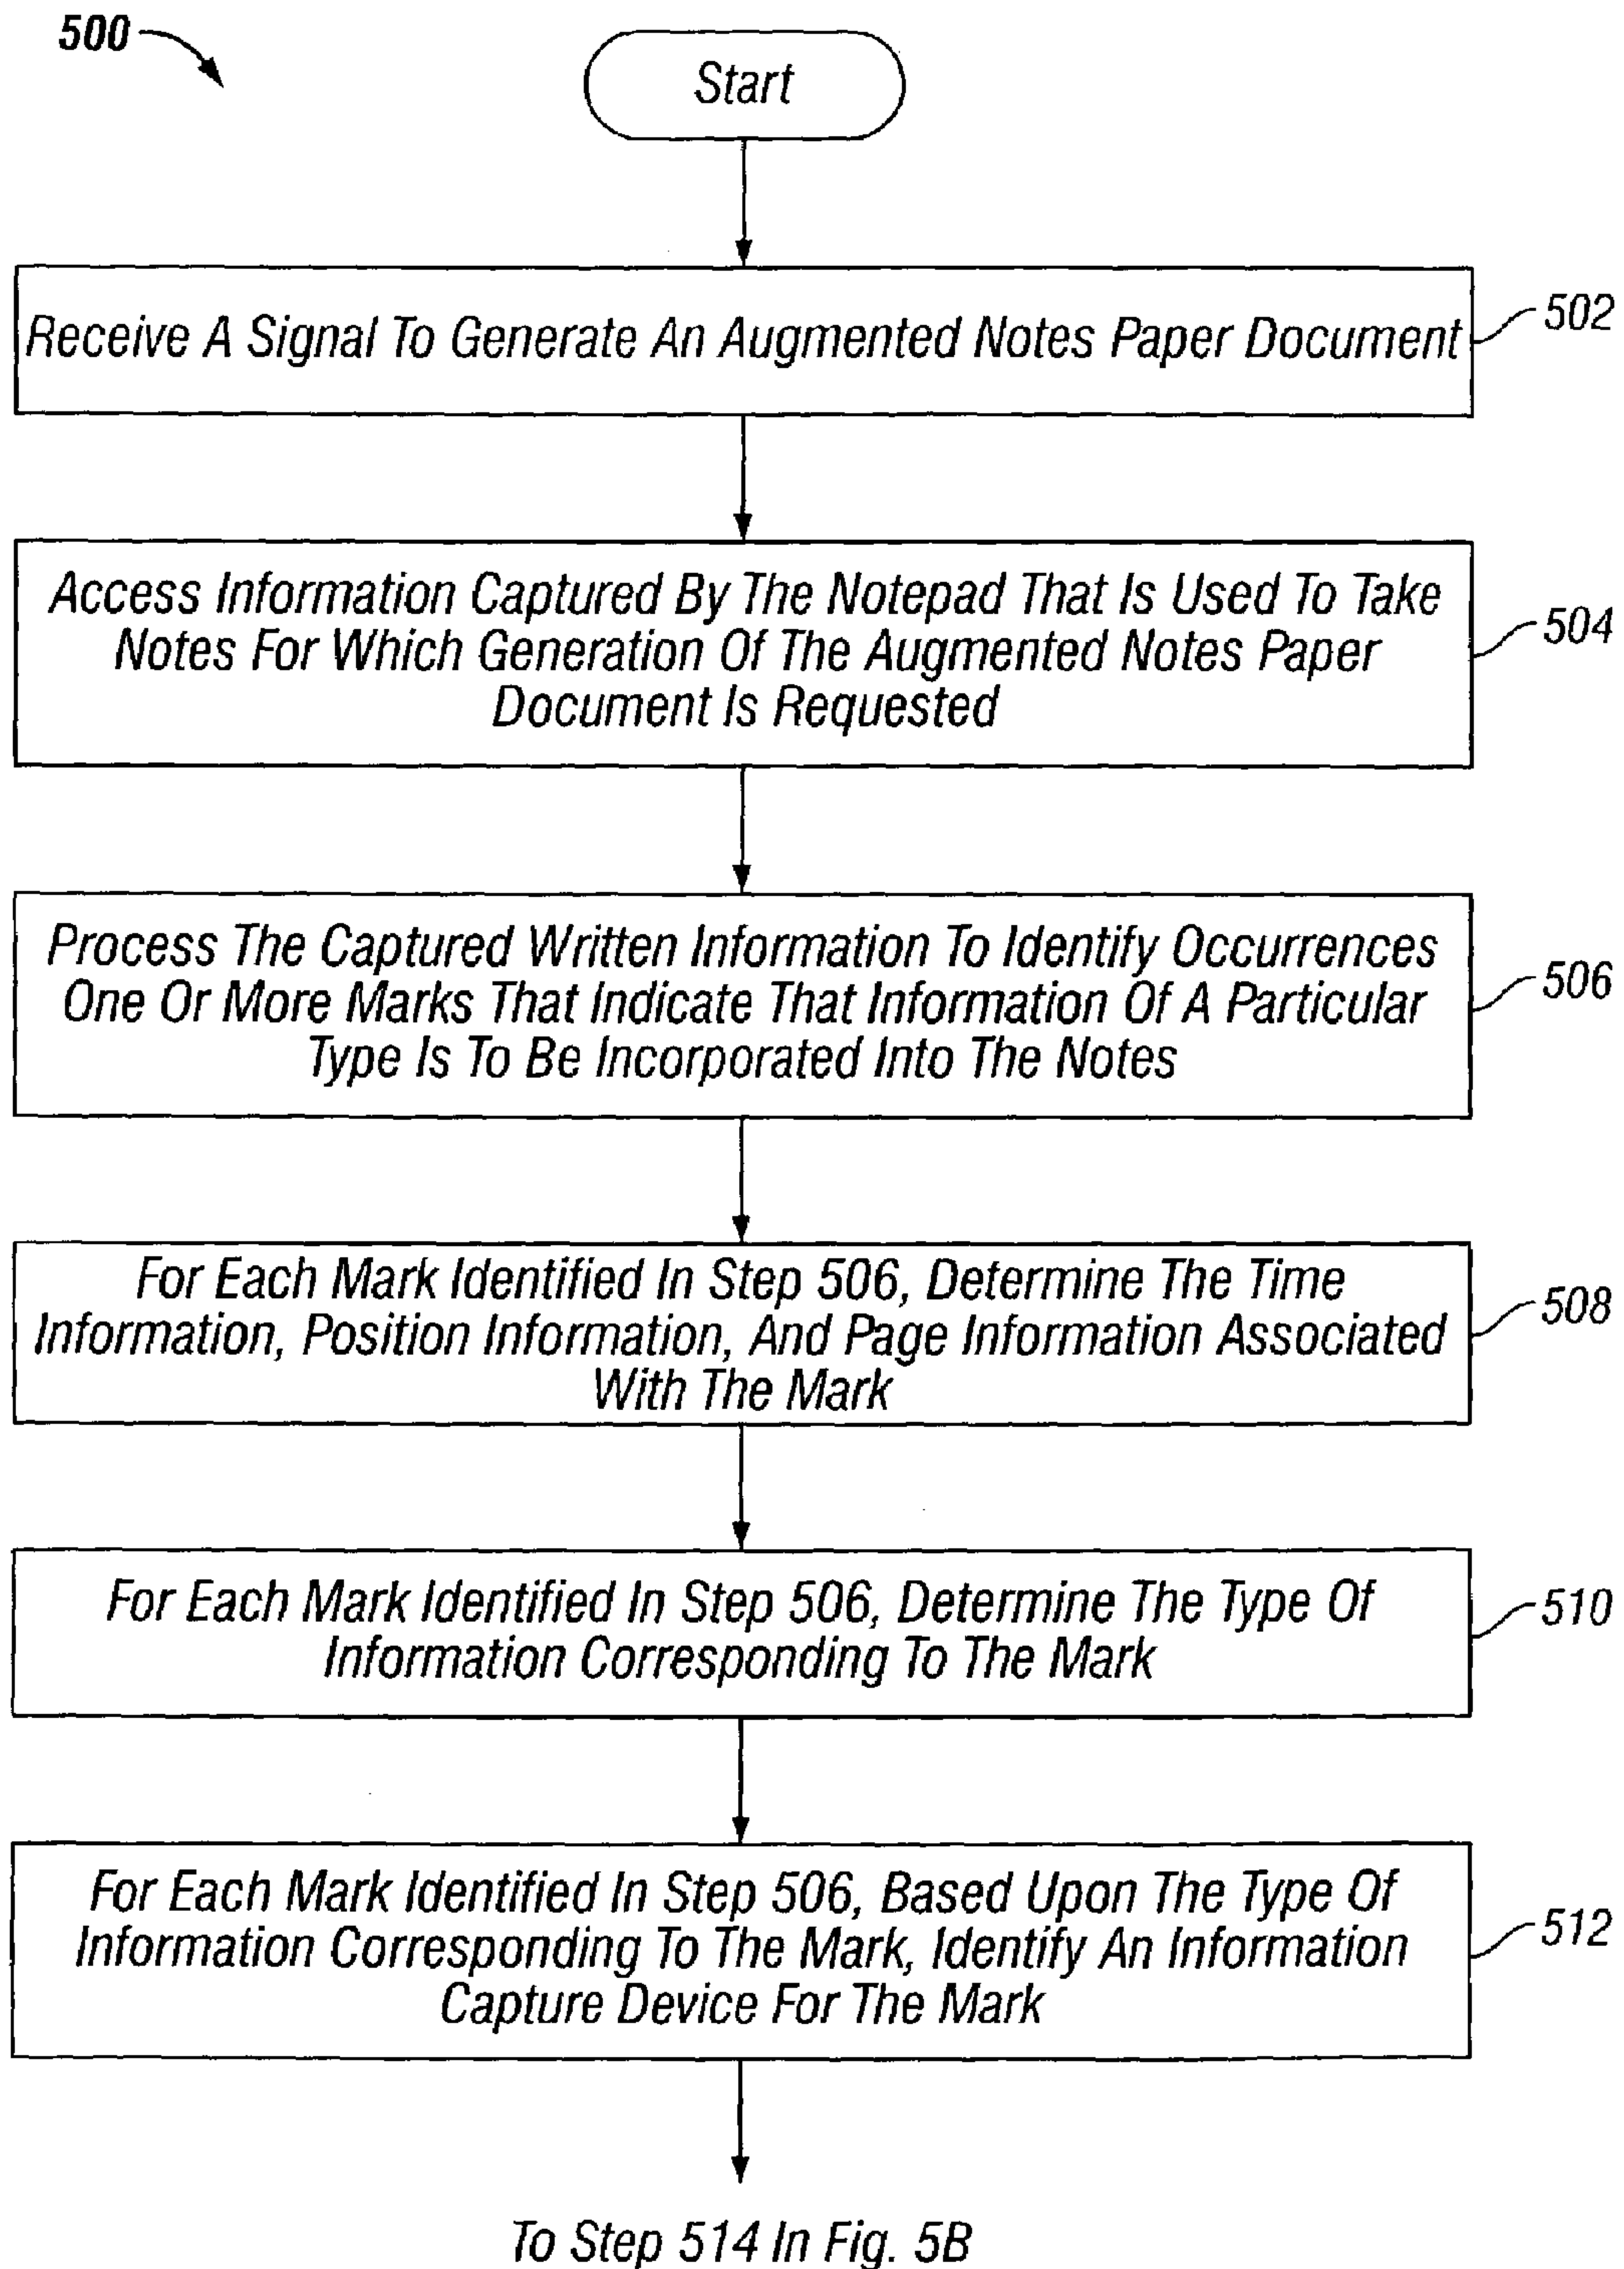 500
Start
Receive A Signal To Generate An Augmented Notes Paper Document
502
Access Information Captured By The Notepad That Is Used To Take
Notes For Which Generation Of The Augmented Notes Paper
Document Is Requested
504
Process The Captured Written Information To Identify Occurrences
One Or More Marks That Indicate That Information Of A Particular
Type Is To Be Incorporated Into The Notes
506
For Each Mark Identified In Step 506, Determine The Time
Information, Position Information, And Page Information Associated
With The Mark
508
For Each Mark Identified In Step 506, Determine The Type Of
Information Corresponding To The Mark
510
For Each Mark Identified In Step 506, Based Upon The Type Of
Information Corresponding To The Mark, Identify An Information
Capture Device For The Mark
512
To Step 514 In Fig. 5B